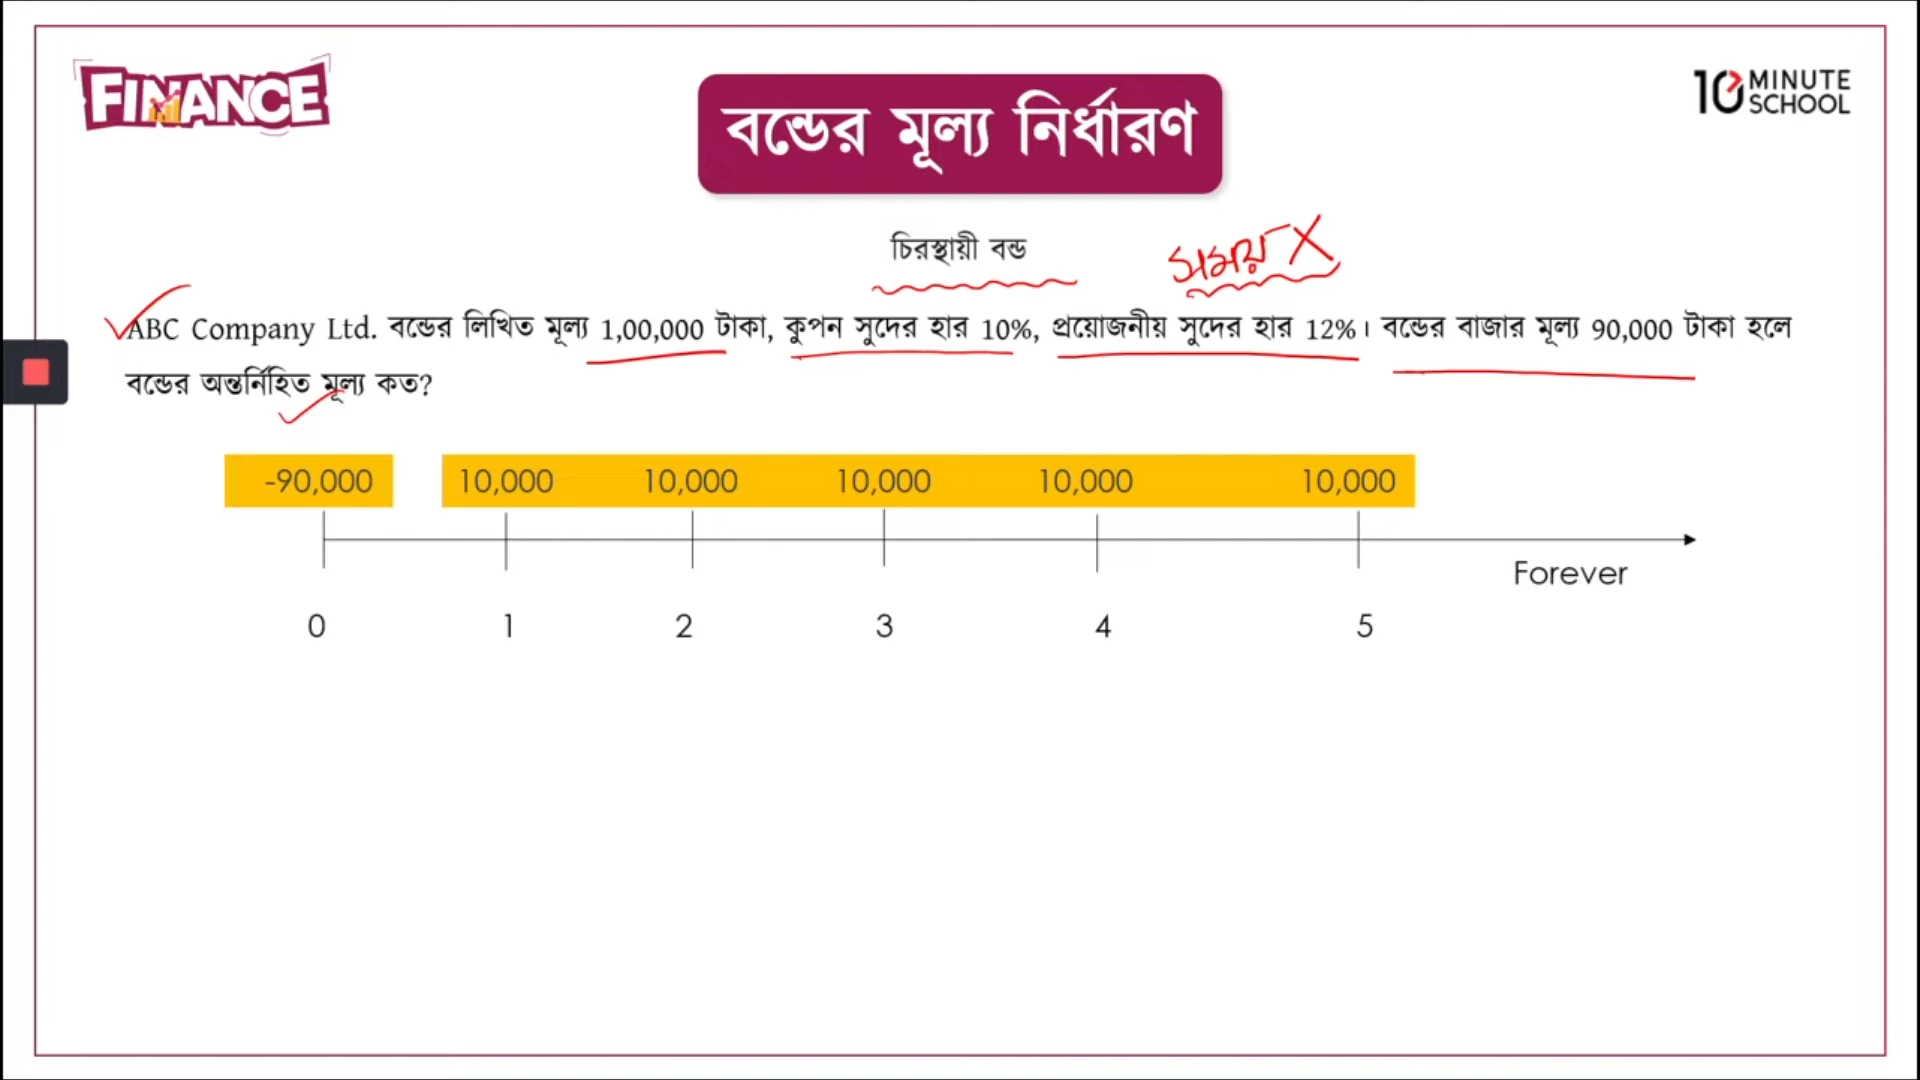 FINANCE
10 MINUTE SCHOOL
বন্ডের মূল্য নির্ধারণ
চিরস্থায়ী বন্ড
সময় X
ABC Company Ltd. বন্ডের লিখিত মূল্য 1,00,000 টাকা, কুপন সুদের হার 10%, প্রয়োজনীয় সুদের হার 12%। বন্ডের বাজার মূল্য 90,000 টাকা হলে
বন্ডের অন্তর্নিহিত মূল্য কত?
-90,000 10,000 10,000 10,000 10,000 10,000
Forever
0 1 2 3 4 5